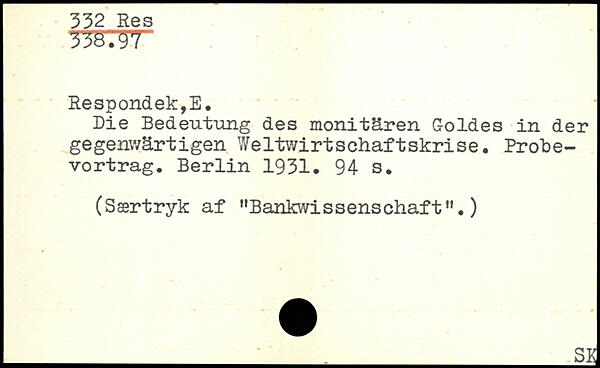 332 Res
338.97
Respondek,E.
Die Bedeutung des monitären Goldes in der
gegenwärtigen Weltwirtschaftskrise. Probe-
vortrag. Berlin 1931. 94 s.
(Særtryk af "Bankwissenschaft".)
SK